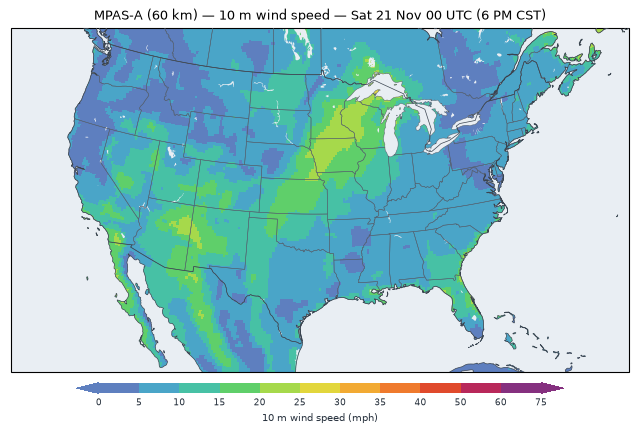 MPAS-A (60 km) — 10 m wind speed — Sat 21 Nov 00 UTC (6 PM CST)
0 5 10 15 20 25 30 35 40 50 60 75
10 m wind speed (mph)